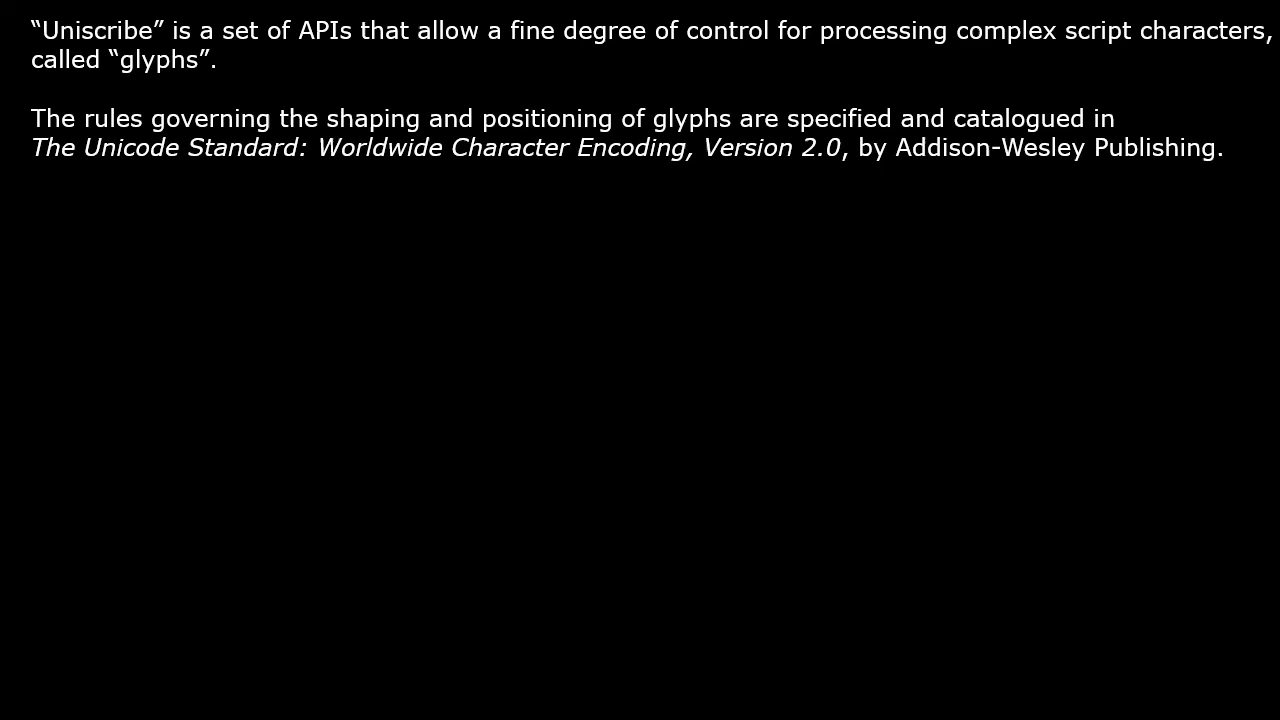 “Uniscribe” is a set of APIs that allow a fine degree of control for processing complex script characters,
called “glyphs”.
The rules governing the shaping and positioning of glyphs are specified and catalogued in
The Unicode Standard: Worldwide Character Encoding, Version 2.0, by Addison-Wesley Publishing.